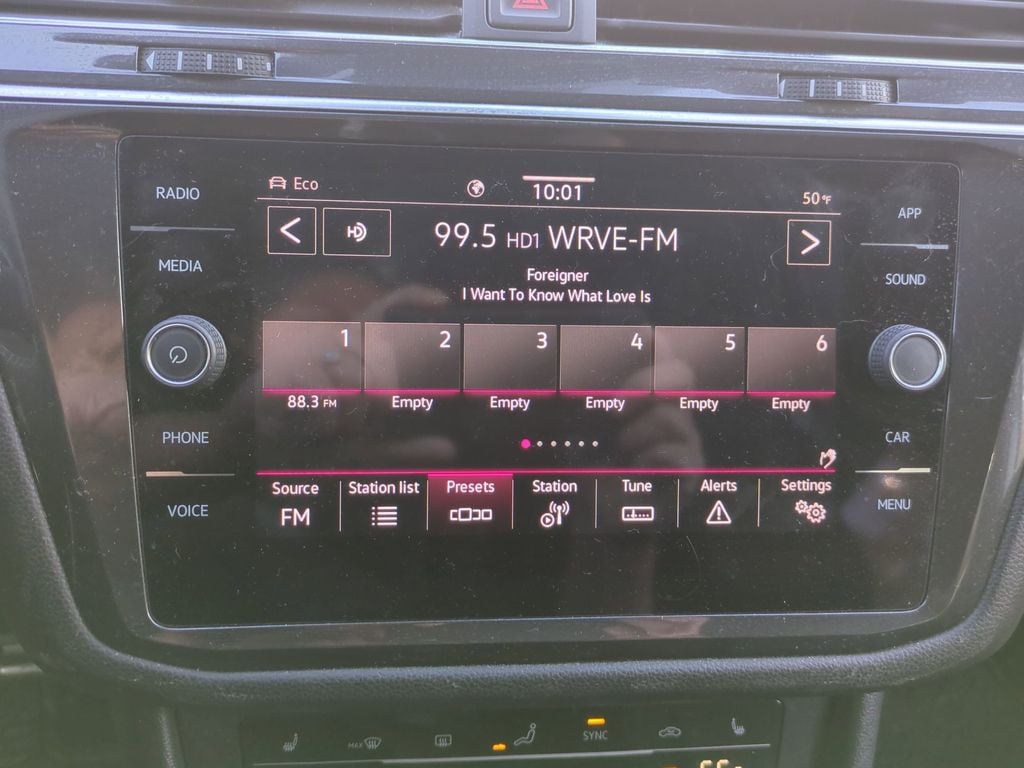 RADIO
MEDIA
PHONE
VOICE
Eco
10:01
50°F
HD
99.5 HD1 WRVE-FM
Foreigner
I Want To Know What Love Is
1 2 3 4 5 6
88.3 FM Empty Empty Empty Empty Empty
Source Station list Presets Station Tune Alerts Settings
FM
APP
SOUND
CAR
MENU
MAX
SYNC